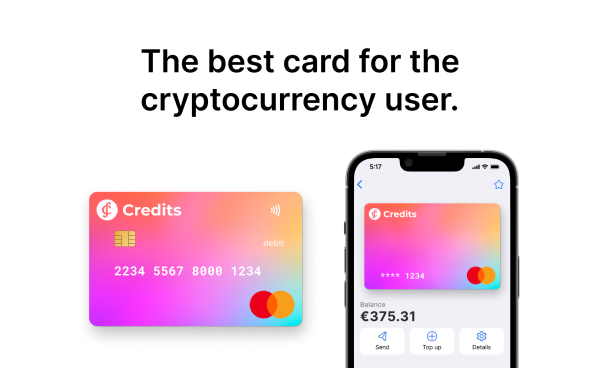 The best card for the
cryptocurrency user.
Credits
debit
2234 5567 8000 1234
5:17
Credits
**** 1234
Balance
€375.31
Send
Top up
Details